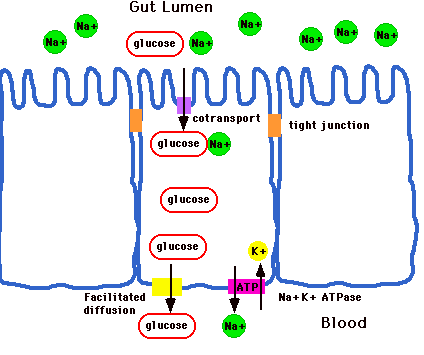 Gut Lumen
Na+
Na+
glucose
Na+
Na+
Na+
Na+
Na+
cotransport
tight junction
glucose
Na+
glucose
glucose
K+
ATP
Facilitated
diffusion
Na+ K+ ATPase
glucose
Na+
Blood